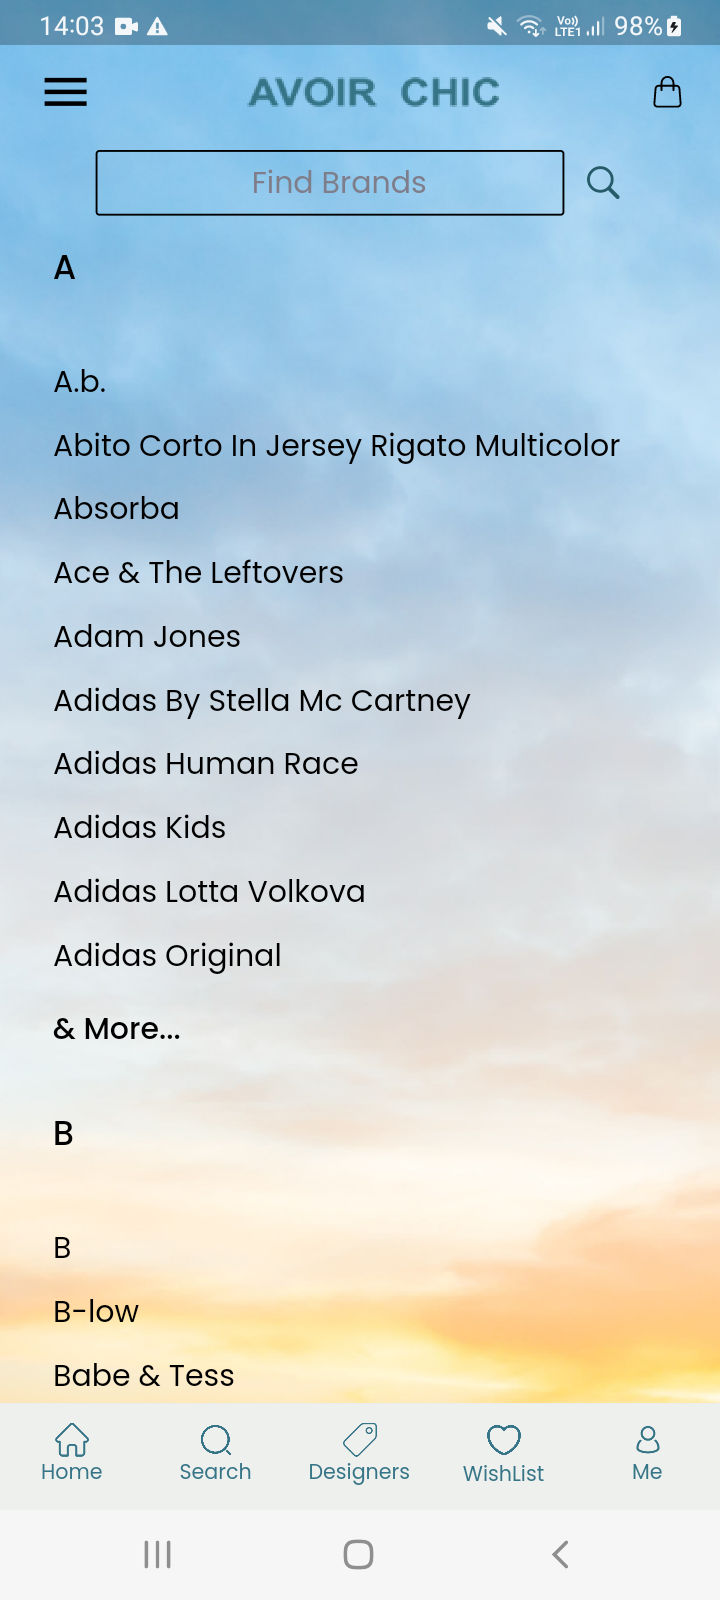 14:03
Vo)) LTE1 98%
AVOIR CHIC
Find Brands
A
A.b.
Abito Corto In Jersey Rigato Multicolor
Absorba
Ace & The Leftovers
Adam Jones
Adidas By Stella Mc Cartney
Adidas Human Race
Adidas Kids
Adidas Lotta Volkova
Adidas Original
& More...
B
B
B-low
Babe & Tess
Home Search Designers WishList Me